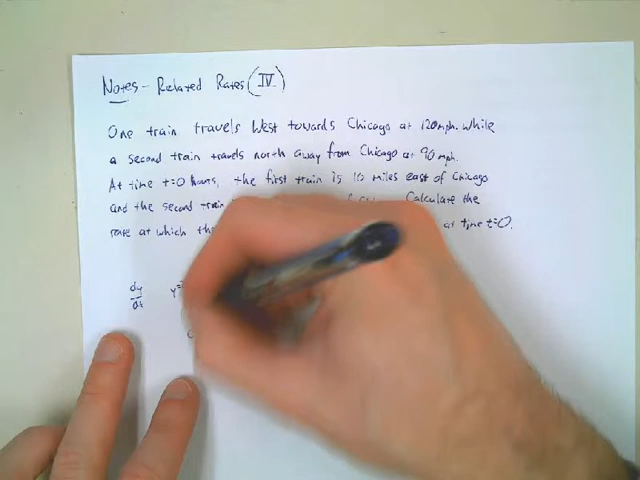 Notes - Related Rates (IV)
One train travels West towards Chicago at 120mph. while
a second train travels north away from Chicago at 90 mph.
At time t=0 hours, the first train is 10 miles east of Chicago
and the second train Calculate the
rate at which at time t=0.
dy/dt y=